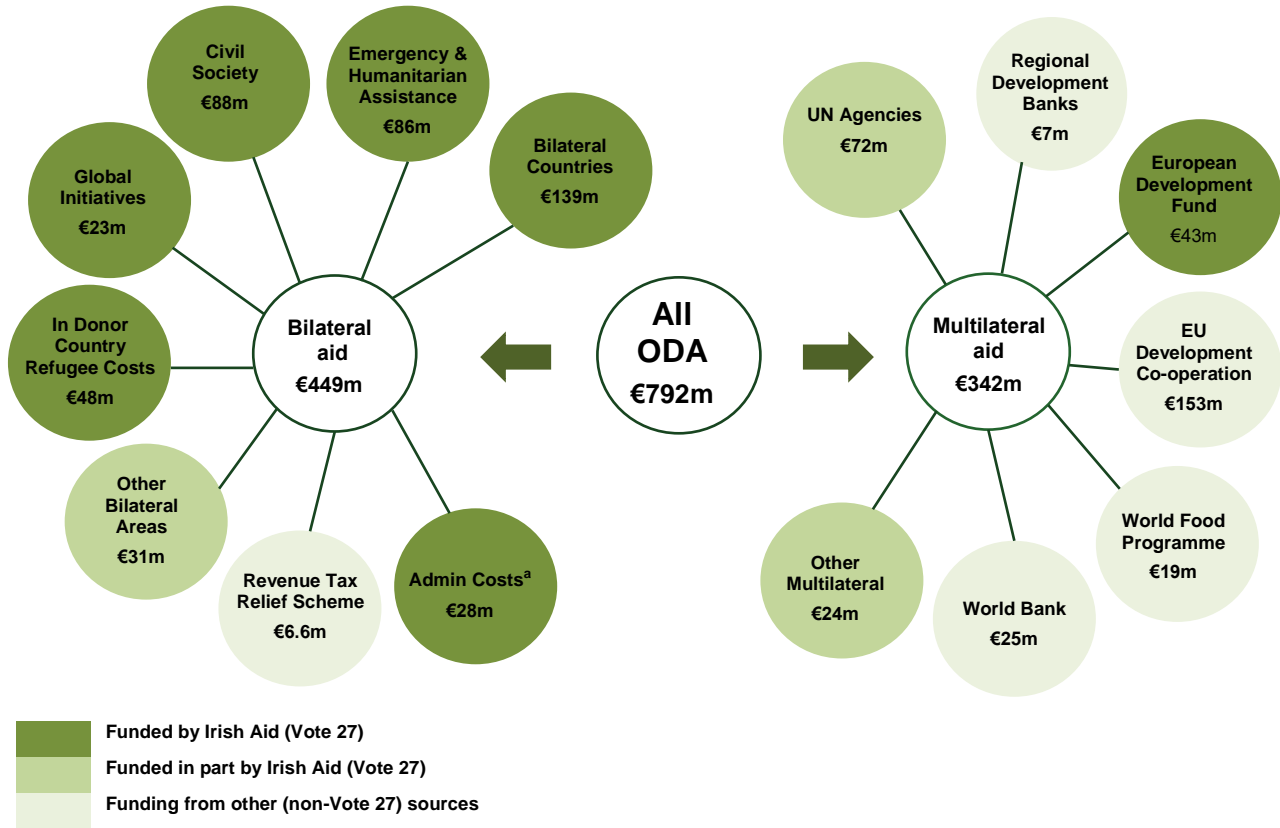 Civil
Society
€88m
Emergency &
Humanitarian
Assistance
€86m
Bilateral
Countries
€139m
Global
Initiatives
€23m
In Donor
Country
Refugee Costs
€48m
Bilateral
aid
€449m
Other
Bilateral
Areas
€31m
Revenue Tax
Relief Scheme
€6.6m
Admin Costsª
€28m
All
ODA
€792m
UN Agencies
€72m
Regional
Development
Banks
€7m
European
Development
Fund
€43m
Multilateral
aid
€342m
EU
Development
Co-operation
€153m
World Food
Programme
€19m
World Bank
€25m
Other
Multilateral
€24m
Funded by Irish Aid (Vote 27)
Funded in part by Irish Aid (Vote 27)
Funding from other (non-Vote 27) sources